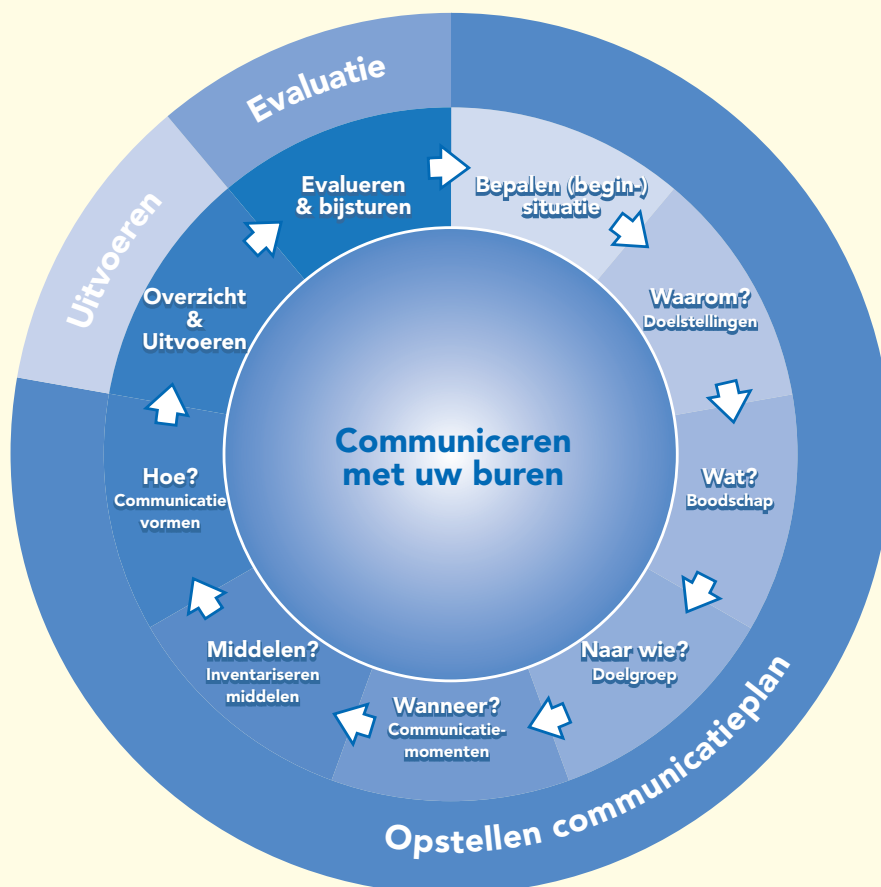 Evaluatie
Uitvoeren
Opstellen communicatieplan
Bepalen (begin-)
situatie
Waarom?
Doelstellingen
Wat?
Boodschap
Naar wie?
Doelgroep
Wanneer?
Communicatie-
momenten
Middelen?
Inventariseren
middelen
Hoe?
Communicatie
vormen
Overzicht
&
Uitvoeren
Evalueren
& bijsturen
Communiceren
met uw buren